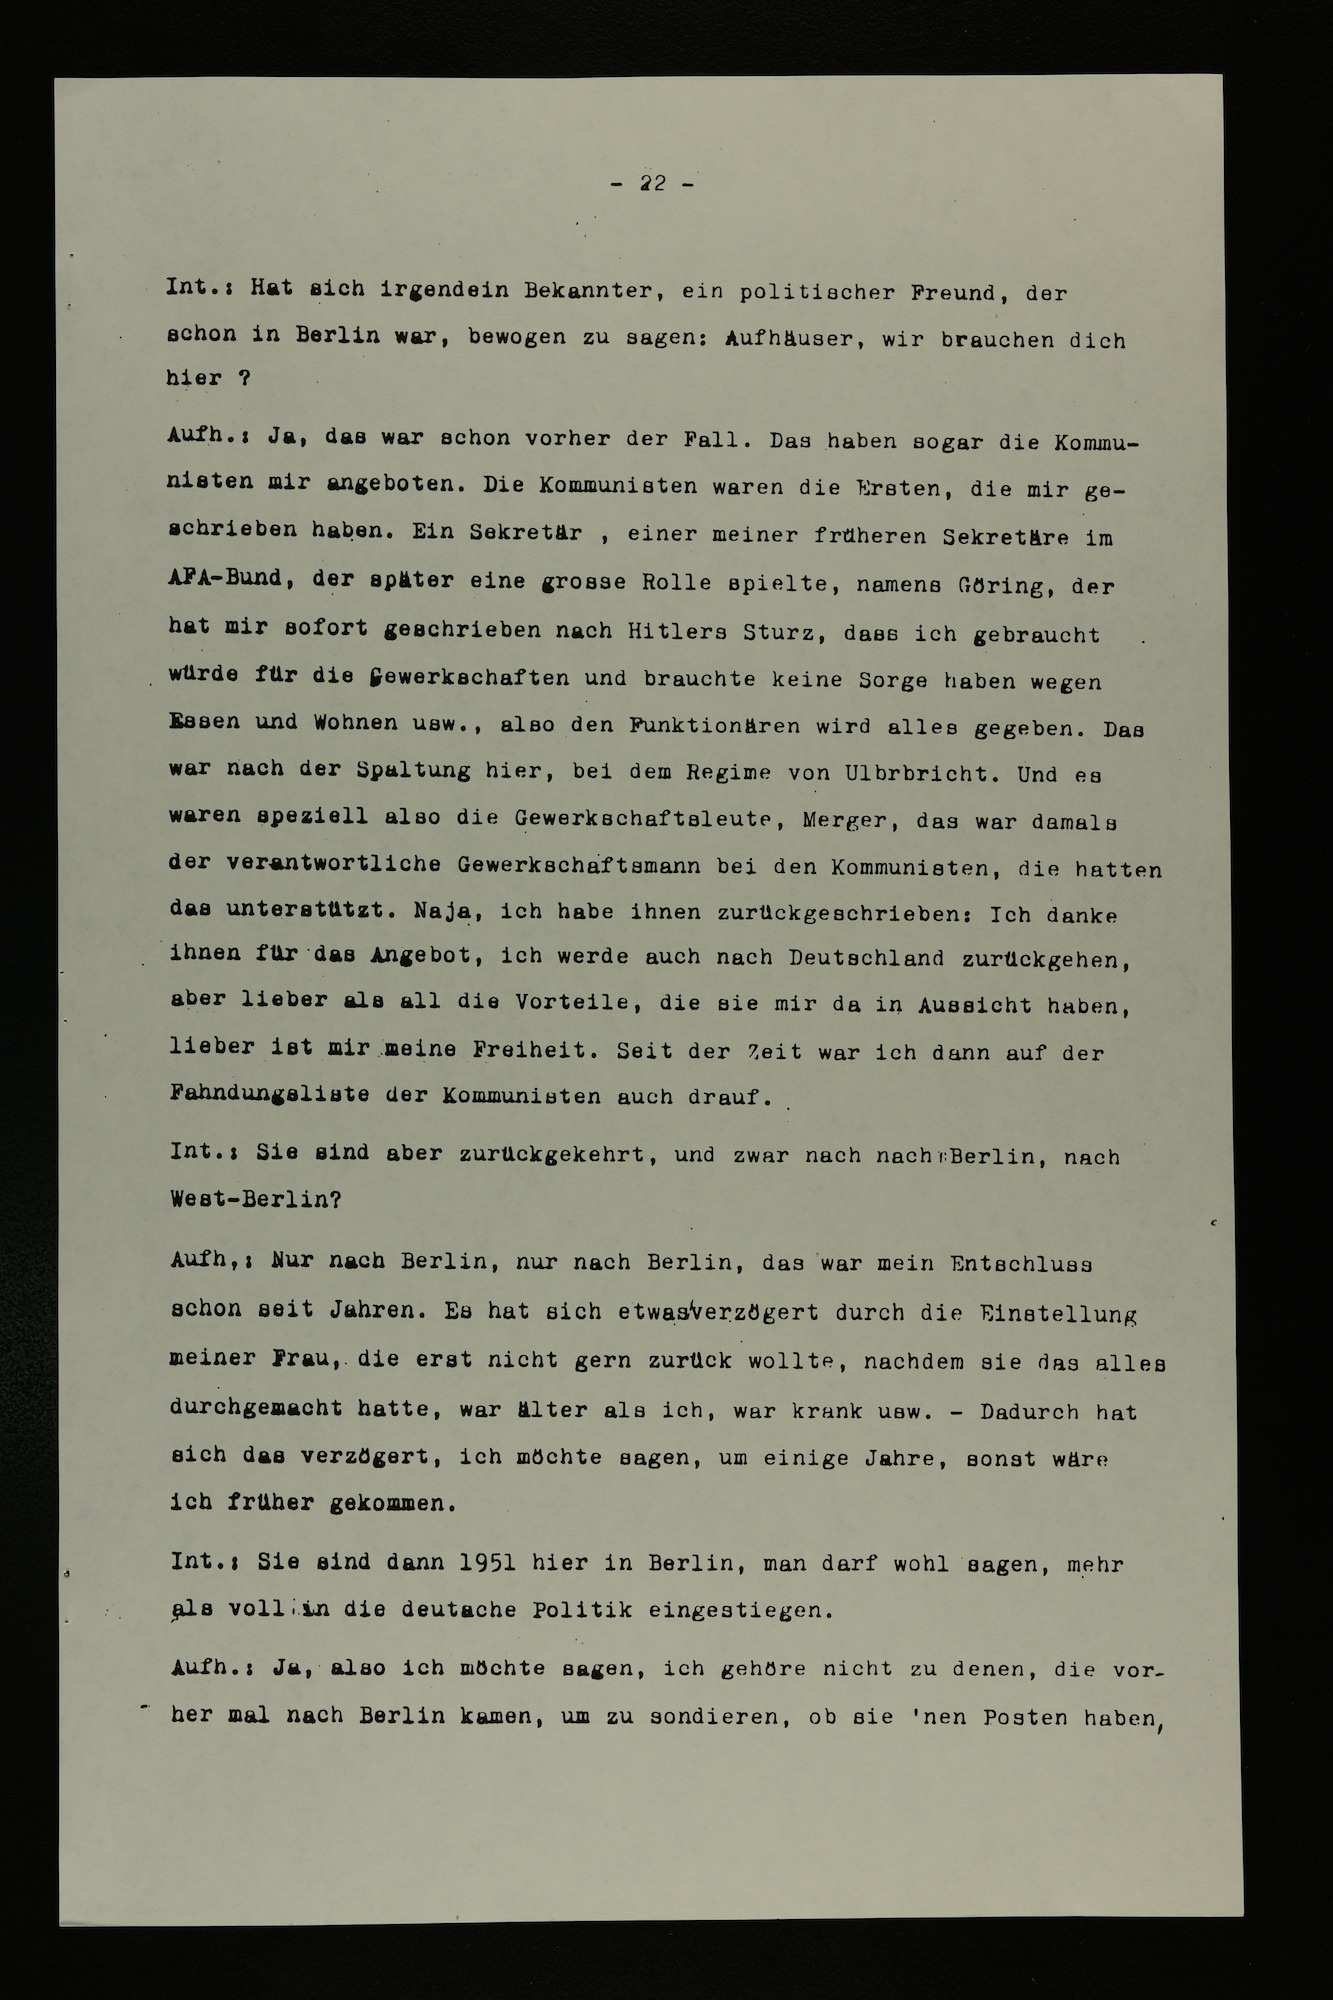 - 22 -
Int.: Hat sich irgendein Bekannter, ein politischer Freund, der
schon in Berlin war, bewogen zu sagen: Aufhäuser, wir brauchen dich
hier ?
Aufh.: Ja, das war schon vorher der Fall. Das haben sogar die Kommu-
nisten mir angeboten. Die Kommunisten waren die Ersten, die mir ge-
schrieben haben. Ein Sekretär , einer meiner früheren Sekretäre im
AFA-Bund, der später eine grosse Rolle spielte, namens Göring, der
hat mir sofort geschrieben nach Hitlers Sturz, dass ich gebraucht
würde für die Gewerkschaften und brauchte keine Sorge haben wegen
Essen und Wohnen usw., also den Funktionären wird alles gegeben. Das
war nach der Spaltung hier, bei dem Regime von Ulbrbricht. Und es
waren speziell also die Gewerkschaftsleute, Merger, das war damals
der verantwortliche Gewerkschaftsmann bei den Kommunisten, die hatten
das unterstützt. Naja, ich habe ihnen zurückgeschrieben: Ich danke
ihnen für das Angebot, ich werde auch nach Deutschland zurückgehen,
aber lieber als all die Vorteile, die sie mir da in Aussicht haben,
lieber ist mir meine Freiheit. Seit der Zeit war ich dann auf der
Fahndungsliste der Kommunisten auch drauf.
Int.: Sie sind aber zurückgekehrt, und zwar nach nach Berlin, nach
West-Berlin?
Aufh,: Nur nach Berlin, nur nach Berlin, das war mein Entschluss
schon seit Jahren. Es hat sich etwas verzögert durch die Einstellung
meiner Frau, die erst nicht gern zurück wollte, nachdem sie das alles
durchgemacht hatte, war älter als ich, war krank usw. - Dadurch hat
sich das verzögert, ich möchte sagen, um einige Jahre, sonst wäre
ich früher gekommen.
Int.: Sie sind dann 1951 hier in Berlin, man darf wohl sagen, mehr
als voll in die deutsche Politik eingestiegen.
Aufh.: Ja, also ich möchte sagen, ich gehöre nicht zu denen, die vor-
her mal nach Berlin kamen, um zu sondieren, ob sie 'nen Posten haben,